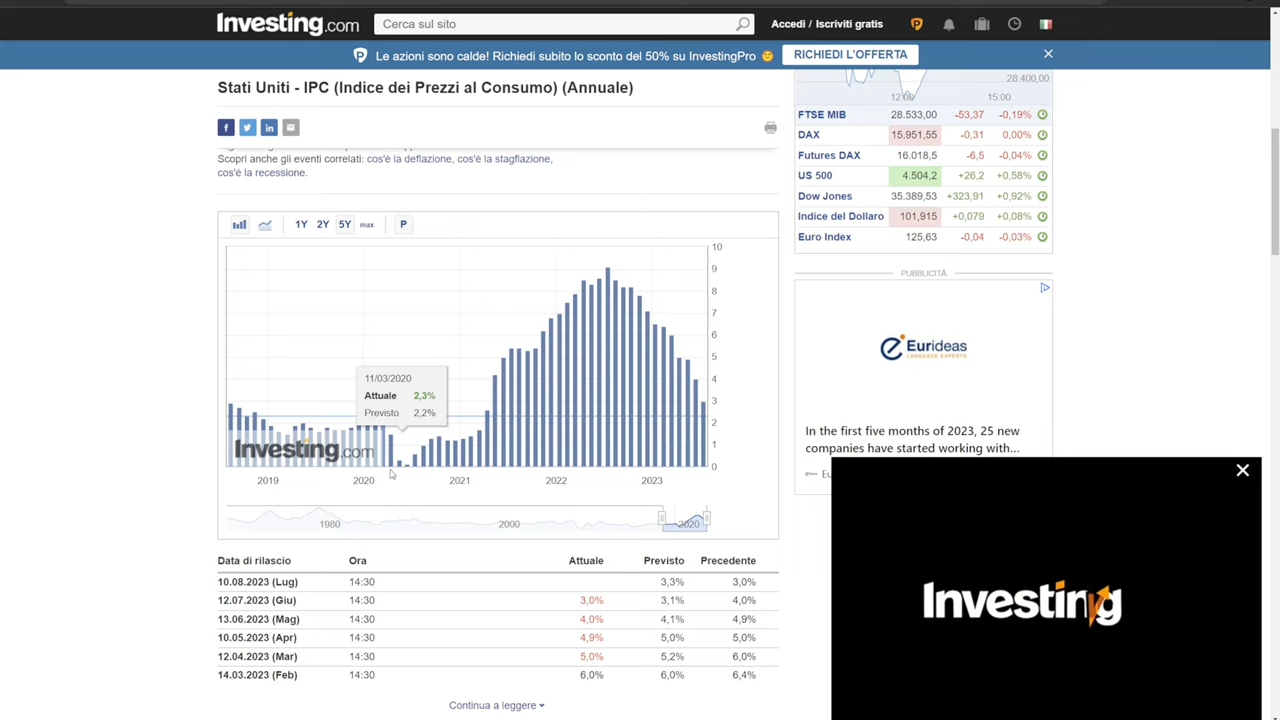 Investing.com
Cerca sul sito
Accedi / Iscriviti gratis
Le azioni sono calde! Richiedi subito lo sconto del 50% su InvestingPro
RICHIEDI L'OFFERTA
Stati Uniti - IPC (Indice dei Prezzi al Consumo) (Annuale)
Scopri anche gli eventi correlati: cos'è la deflazione, cos'è la stagflazione,
cos'è la recessione.
1Y 2Y 5Y max P
10
9
8
7
6
5
4
3
2
1
0
11/03/2020
Attuale 2,3%
Previsto 2,2%
Investing.com
2019 2020 2021 2022 2023
1980 2000 2020
Data di rilascio Ora Attuale Previsto Precedente
10.08.2023 (Lug) 14:30 3,3% 3,0%
12.07.2023 (Giu) 14:30 3,0% 3,1% 4,0%
13.06.2023 (Mag) 14:30 4,0% 4,1% 4,9%
10.05.2023 (Apr) 14:30 4,9% 5,0% 5,0%
12.04.2023 (Mar) 14:30 5,0% 5,2% 6,0%
14.03.2023 (Feb) 14:30 6,0% 6,0% 6,4%
Continua a leggere
28.400,00
12:00 15:00
FTSE MIB 28.533,00 -53,37 -0,19%
DAX 15.951,55 -0,31 0,00%
Futures DAX 16.018,5 -6,5 -0,04%
US 500 4.504,2 +26,2 +0,58%
Dow Jones 35.389,53 +323,91 +0,92%
Indice del Dollaro 101,915 +0,079 +0,08%
Euro Index 125,63 -0,04 -0,03%
PUBBLICITÀ
Eurideas
LANGUAGE EXPERTS
In the first five months of 2023, 25 new
companies have started working with...
Investing